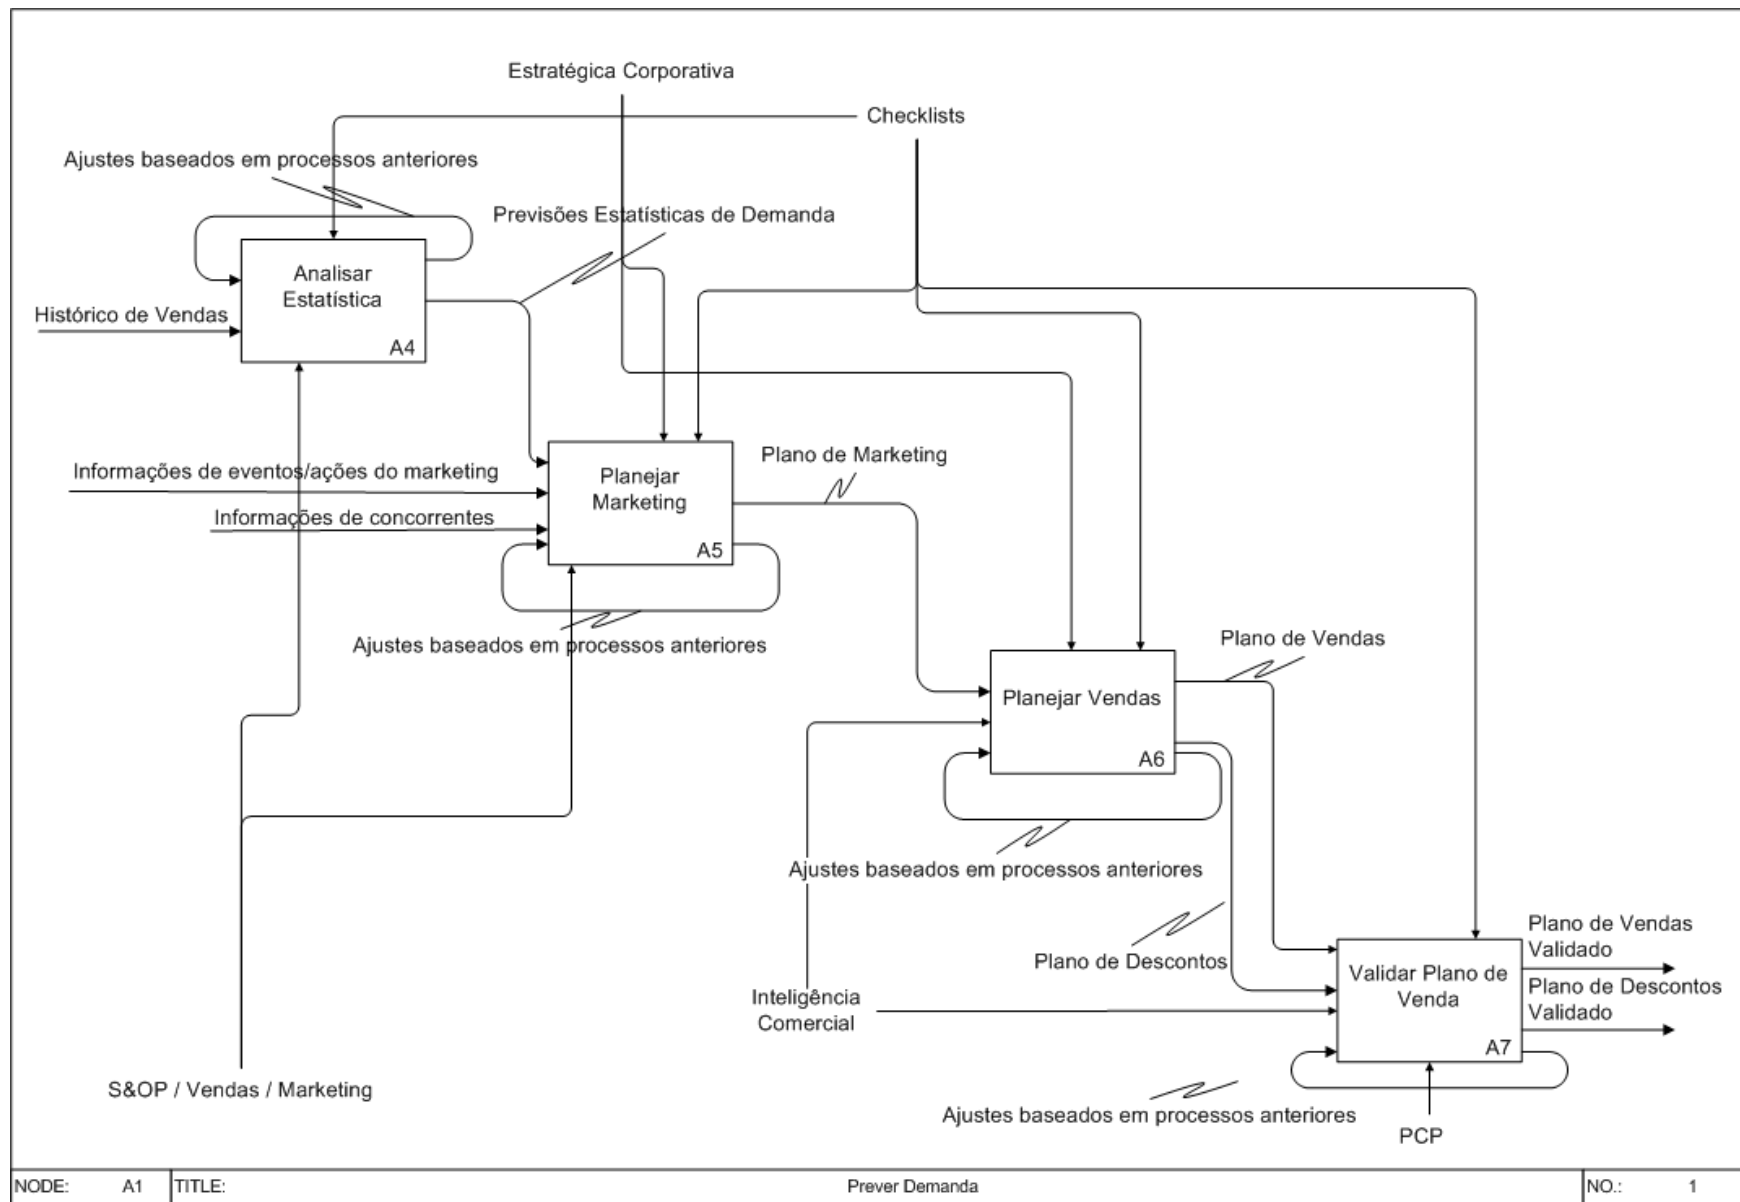 Estratégica Corporativa
Checklists
Ajustes baseados em processos anteriores
Previsões Estatísticas de Demanda
Analisar
Estatística
A4
Histórico de Vendas
Informações de eventos/ações do marketing
Informações de concorrentes
Planejar
Marketing
A5
Plano de Marketing
Ajustes baseados em processos anteriores
Plano de Vendas
Planejar Vendas
A6
Ajustes baseados em processos anteriores
Plano de Descontos
Inteligência
Comercial
Plano de Vendas
Validado
Validar Plano de
Venda
A7
Plano de Descontos
Validado
S&OP / Vendas / Marketing
Ajustes baseados em processos anteriores
PCP
NODE: A1 TITLE: Prever Demanda NO.: 1